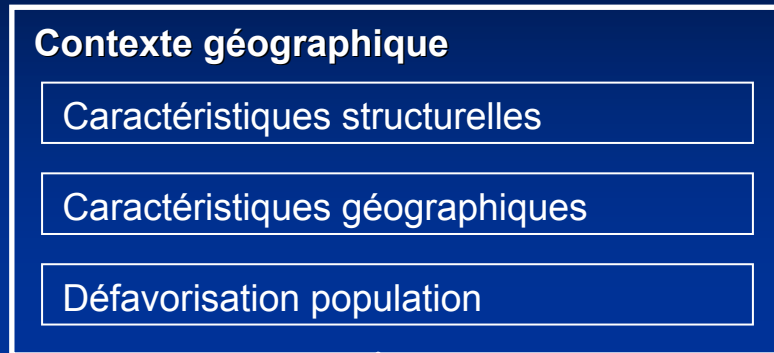 Contexte géographique
Caractéristiques structurelles
Caractéristiques géographiques
Défavorisation population